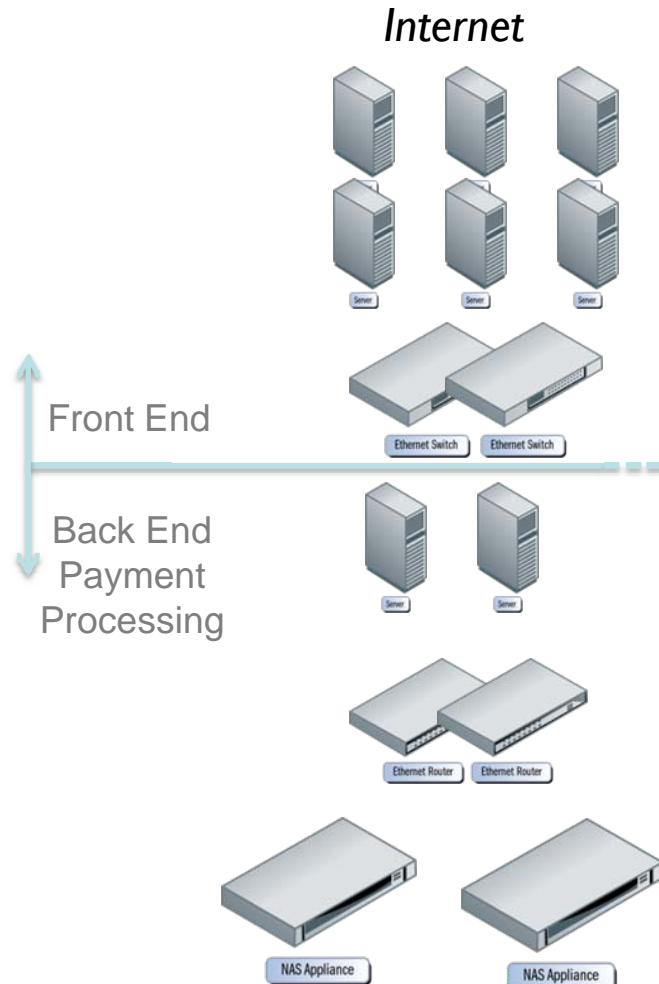 Internet
Server Server Server
Front End
Ethernet Switch Ethernet Switch
Back End
Payment
Processing
Server Server
Ethernet Router Ethernet Router
NAS Appliance NAS Appliance